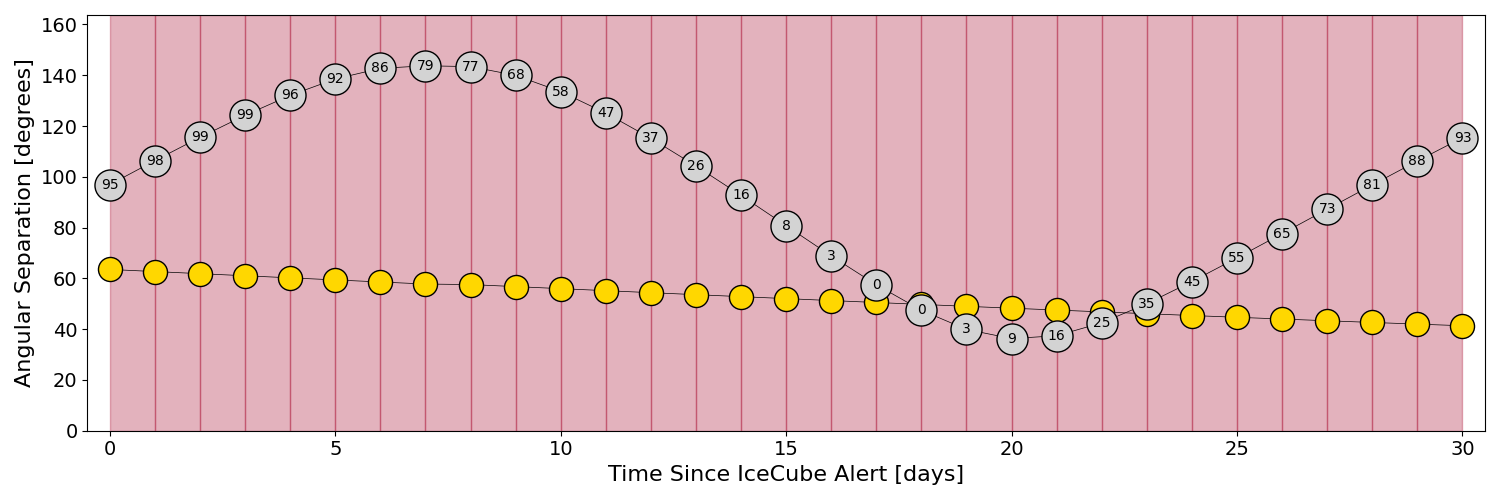 160
140
120
100
80
60
40
20
0
Angular Separation [degrees]
95 98 99 99 96 92 86 79 77 68 58 47 37 26 16 8 3 0 0 3 9 16 25 35 45 55 65 73 81 88 93
0 5 10 15 20 25 30
Time Since IceCube Alert [days]